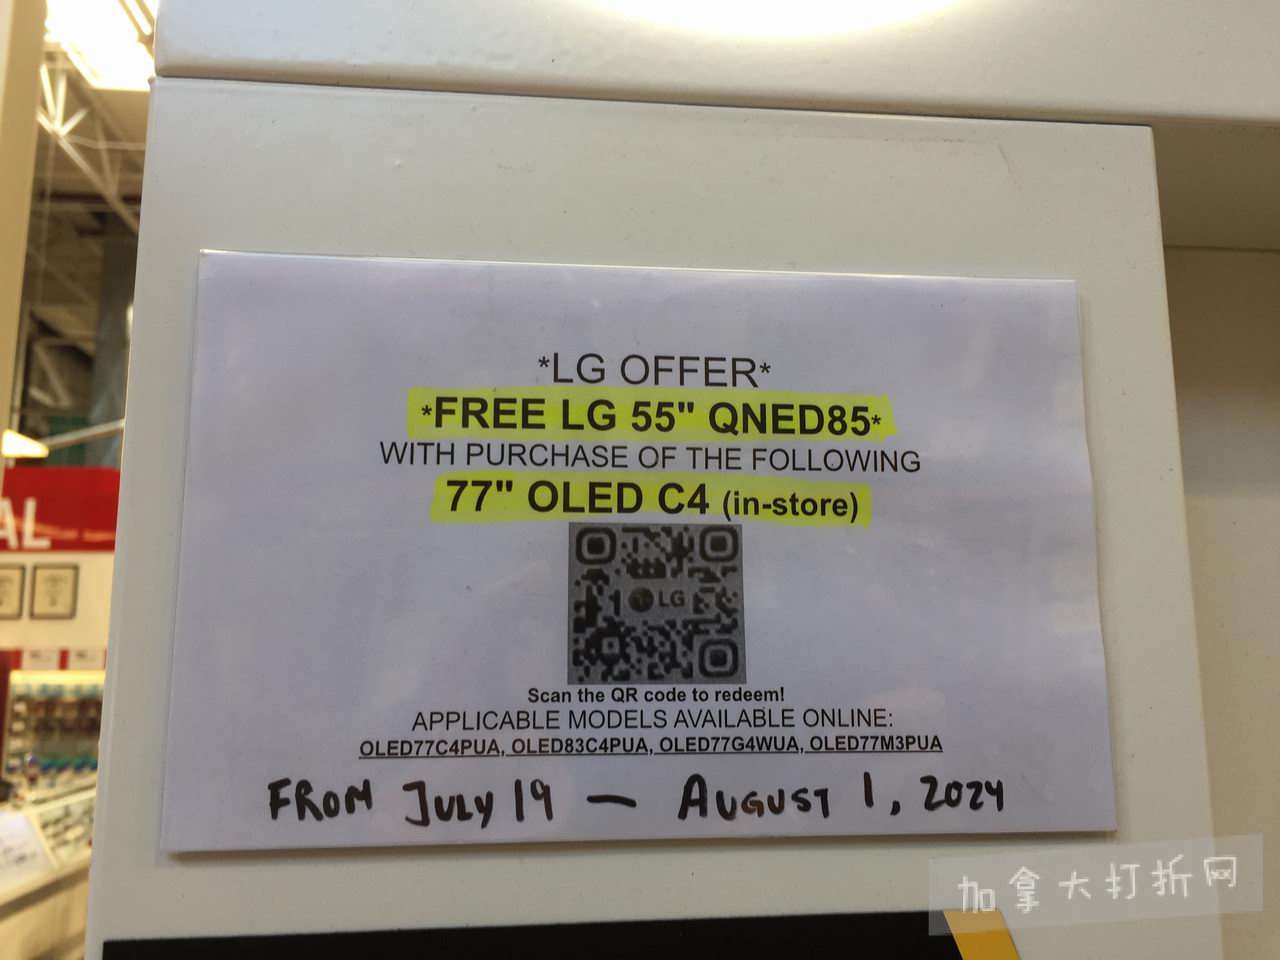 AL
*LG OFFER*
*FREE LG 55" QNED85*
WITH PURCHASE OF THE FOLLOWING
77" OLED C4 (in-store)
LG
Scan the QR code to redeem!
APPLICABLE MODELS AVAILABLE ONLINE:
OLED77C4PUA, OLED83C4PUA, OLED77G4WUA, OLED77M3PUA
FROM JULY 19 — AUGUST 1, 2024
加拿大打折网